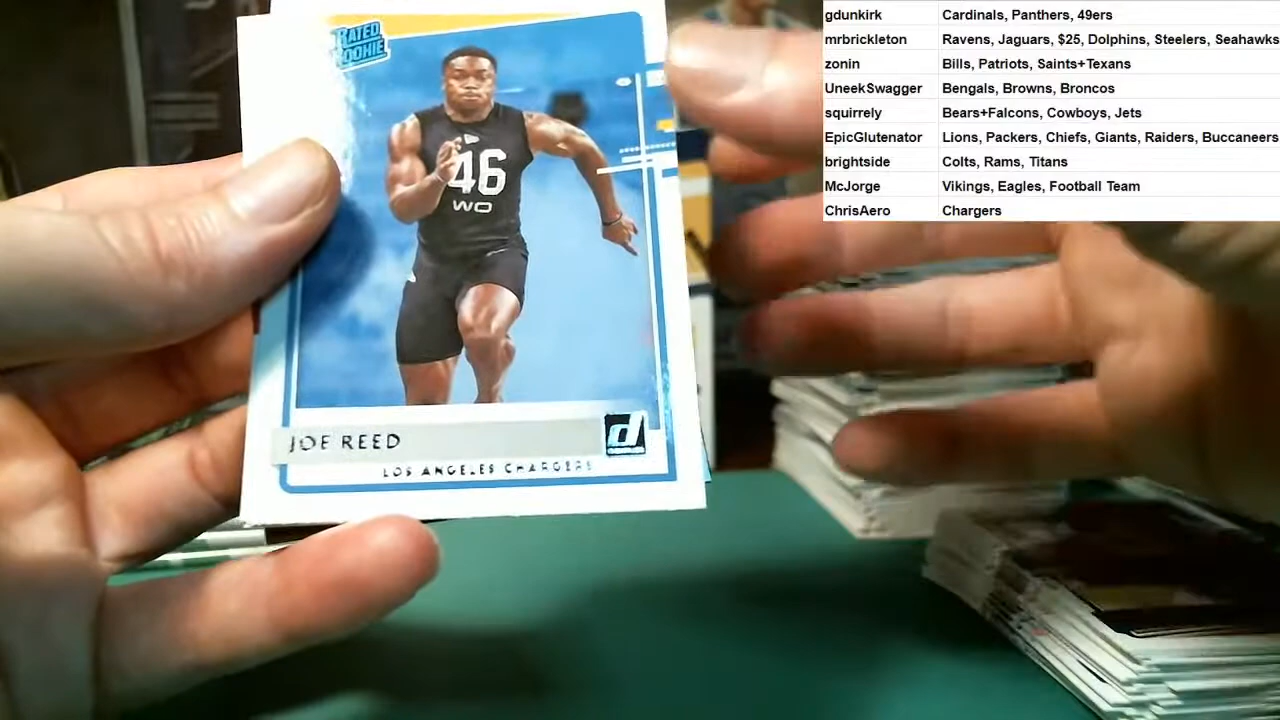 gdunkirk Cardinals, Panthers, 49ers
mrbrickleton Ravens, Jaguars, $25, Dolphins, Steelers, Seahawks
zonin Bills, Patriots, Saints+Texans
UneekSwagger Bengals, Browns, Broncos
squirrely Bears+Falcons, Cowboys, Jets
EpicGlutenator Lions, Packers, Chiefs, Giants, Raiders, Buccaneers
brightside Colts, Rams, Titans
McJorge Vikings, Eagles, Football Team
ChrisAero Chargers
RATED
ROOKIE
46
WO
JOE REED
d
LOS ANGELES CHARGERS